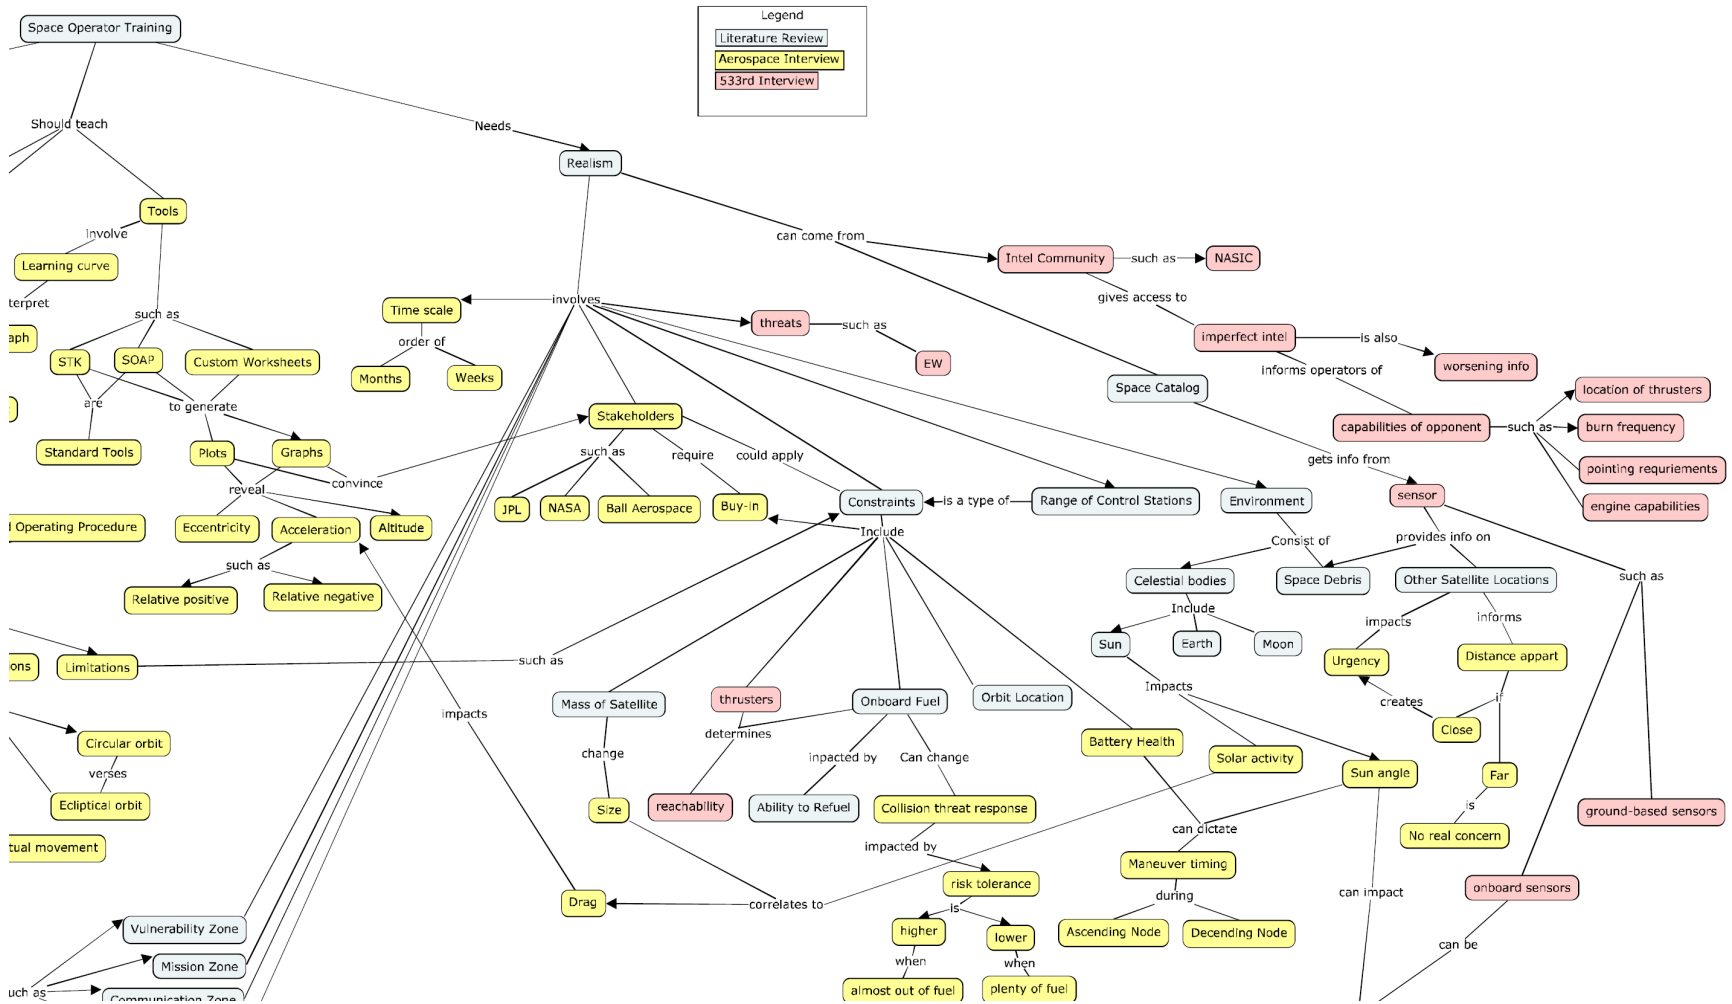 Space Operator Training
Legend
Literature Review
Aerospace Interview
533rd Interview
Should teach
Needs
Realism
Tools
involve
can come from
Intel Community
such as
NASIC
Learning curve
terpret
gives access to
Time scale
involves
such as
threats
such as
imperfect intel
is also
aph
order of
STK
SOAP
Custom Worksheets
EW
worsening info
informs operators of
Months
Weeks
Space Catalog
location of thrusters
are
to generate
Stakeholders
capabilities of opponent
such as
burn frequency
Standard Tools
Plots
Graphs
such as
require
could apply
gets info from
pointing requriements
reveal
convince
sensor
JPL
NASA
Ball Aerospace
Buy-In
Constraints
is a type of
Range of Control Stations
Environment
engine capabilities
d Operating Procedure
Eccentricity
Acceleration
Altitude
Include
Consist of
provides info on
such as
Celestial bodies
Space Debris
Other Satellite Locations
such as
Relative positive
Relative negative
Include
impacts
informs
Sun
Earth
Moon
ions
Limitations
such as
Urgency
Distance appart
Impacts
Mass of Satellite
thrusters
Onboard Fuel
Orbit Location
creates
if
impacts
Circular orbit
determines
Battery Health
Close
change
inpacted by
Can change
Solar activity
verses
Sun angle
Far
Ecliptical orbit
Size
reachability
Ability to Refuel
Collision threat response
is
ground-based sensors
can dictate
No real concern
tual movement
impacted by
Maneuver timing
risk tolerance
onboard sensors
during
can impact
Drag
correlates to
is
Vulnerability Zone
higher
lower
Ascending Node
Decending Node
can be
when
when
Mission Zone
almost out of fuel
plenty of fuel
uch as
Communication Zone